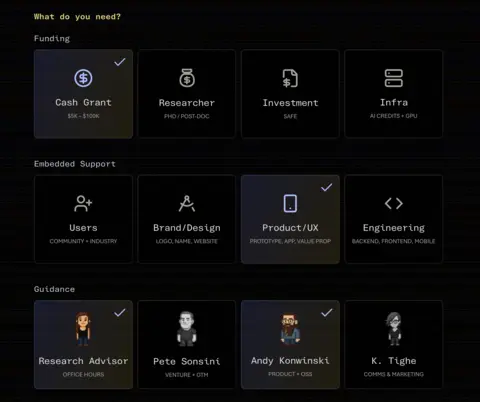 What do you need?
Funding
Cash Grant
$5K – $100K
Researcher
PHD / POST-DOC
Investment
SAFE
Infra
AI CREDITS + GPU
Embedded Support
Users
COMMUNITY + INDUSTRY
Brand/Design
LOGO, NAME, WEBSITE
Product/UX
PROTOTYPE, APP, VALUE PROP
Engineering
BACKEND, FRONTEND, MOBILE
Guidance
Research Advisor
OFFICE HOURS
Pete Sonsini
VENTURE + GTM
Andy Konwinski
PRODUCT + OSS
K. Tighe
COMMS & MARKETING